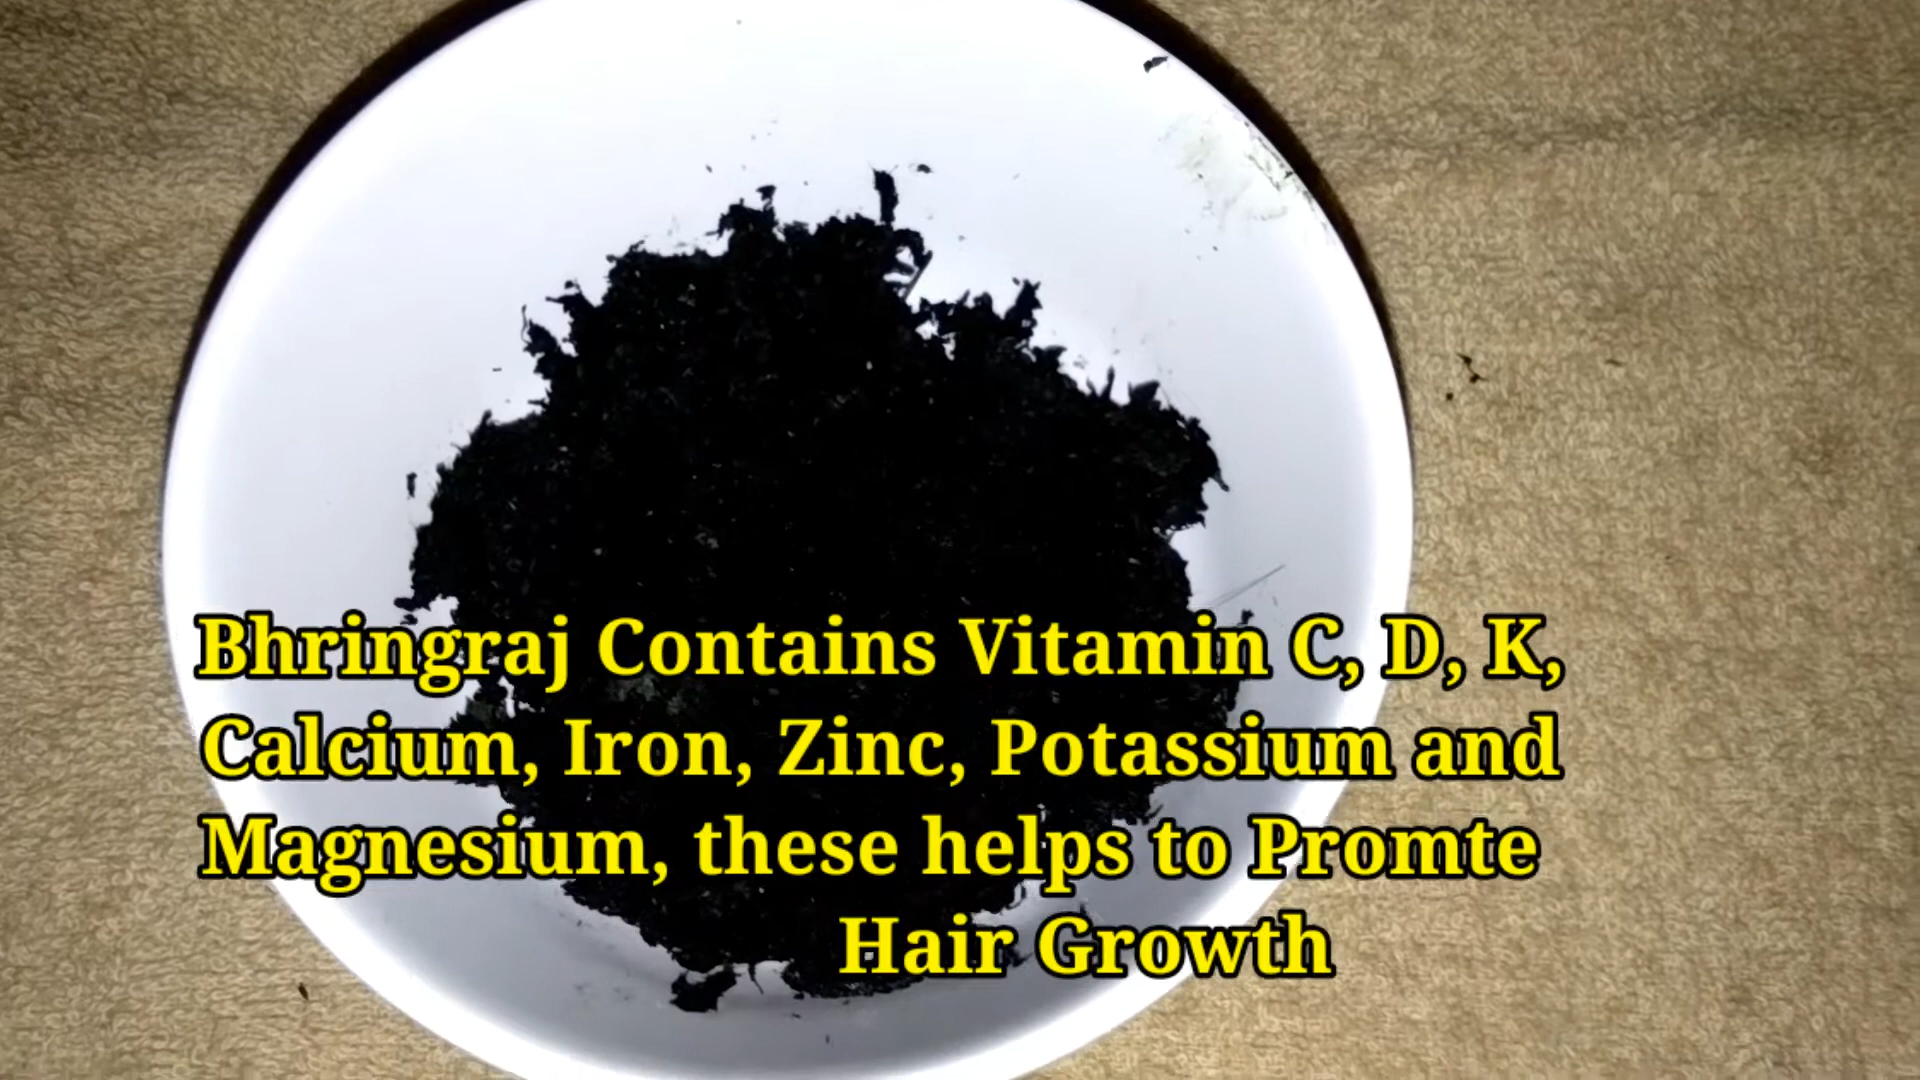 Bhringraj Contains Vitamin C, D, K,
Calcium, Iron, Zinc, Potassium and
Magnesium, these helps to Promte
Hair Growth